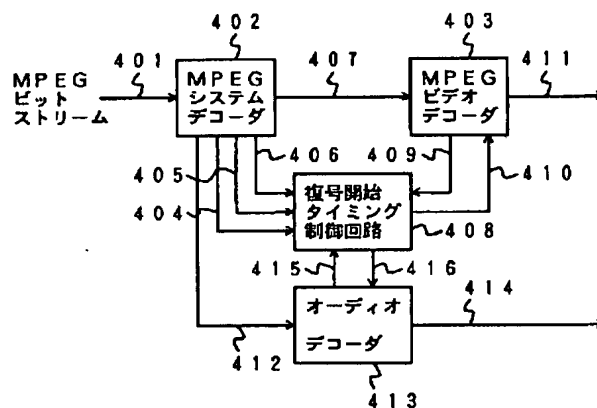 402
403
401
407
411
MPEG
ビット
ストリーム
MPEG
システム
デコーダ
MPEG
ビデオ
デコーダ
406
409
410
405
404
復号開始
タイミング
制御回路
408
415
416
414
オーディオ
デコーダ
412
413